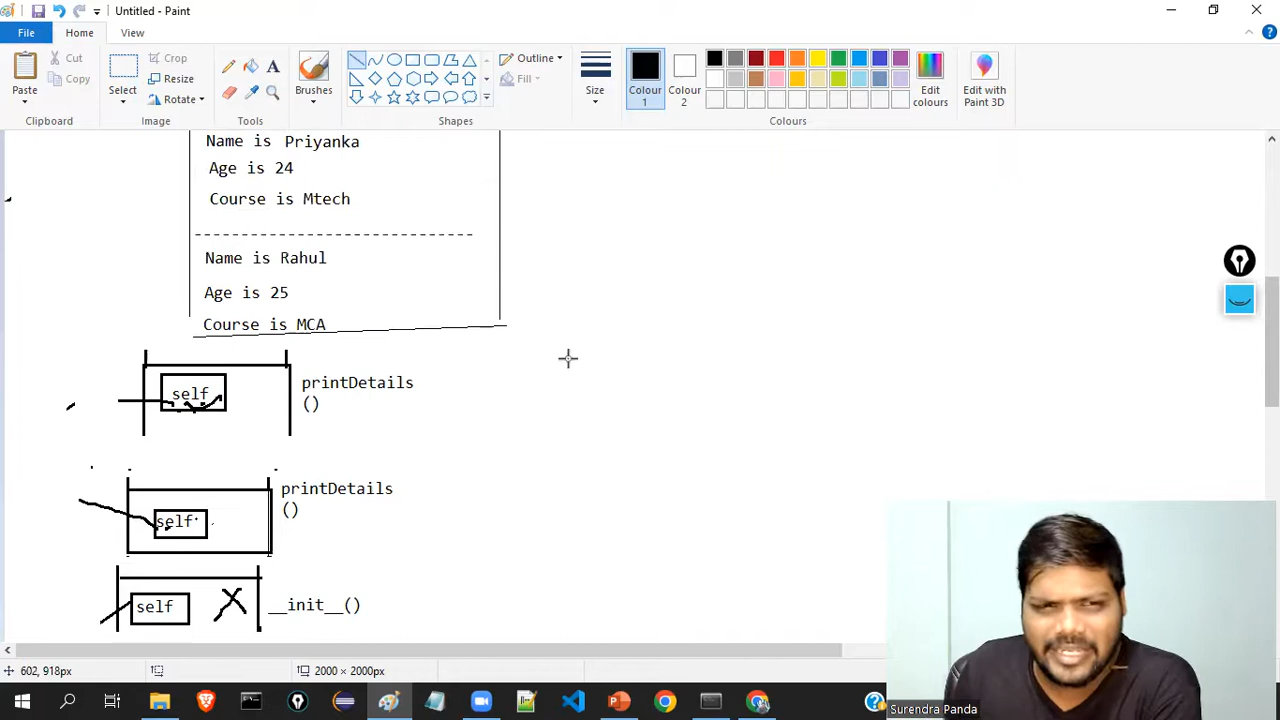 Untitled - Paint
File
Home
View
Paste
Cut
Copy
Clipboard
Select
Crop
Resize
Rotate
Image
A
Tools
Brushes
Shapes
Outline
Fill
Size
Colour
1
Colour
2
Edit
colours
Edit with
Paint 3D
Colours
Name is Priyanka
Age is 24
Course is Mtech
-----------------------------
Name is Rahul
Age is 25
Course is MCA
self
printDetails
()
self
printDetails
()
self
X
__init__()
602, 918px
2000 × 2000px
Surendra Panda